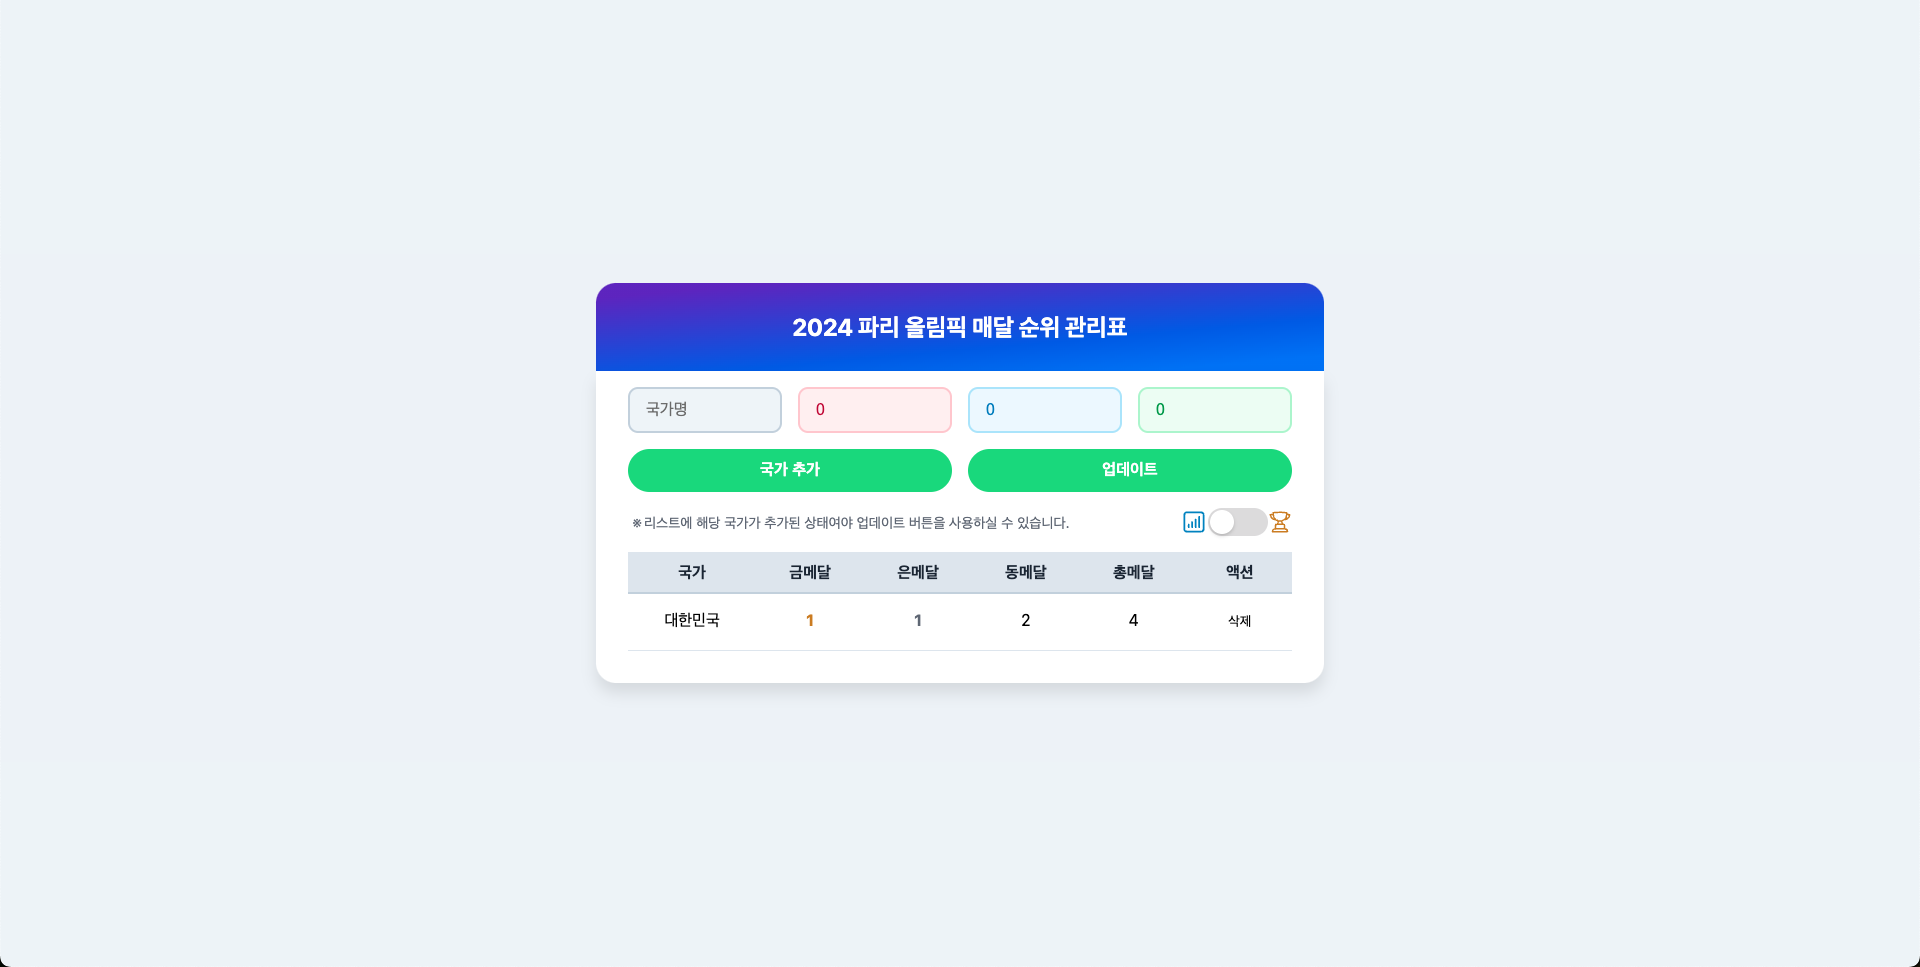 2024 파리 올림픽 매달 순위 관리표
국가명 0 0 0
국가 추가 업데이트
※ 리스트에 해당 국가가 추가된 상태여야 업데이트 버튼을 사용하실 수 있습니다.
국가 금메달 은메달 동메달 총메달 액션
대한민국 1 1 2 4 삭제